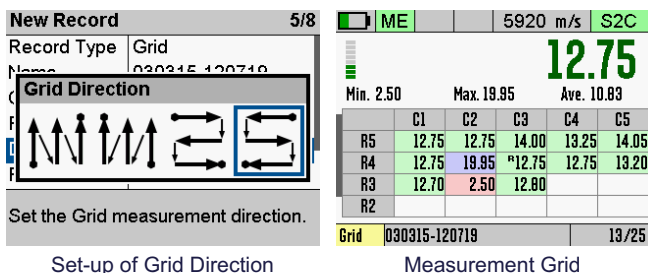 New Record 5/8
Record Type Grid
Name 030315-120719
Grid Direction
Set the Grid measurement direction.
Set-up of Grid Direction
ME 5920 m/s S2C
12.75
Min. 2.50 Max. 19.95 Ave. 10.83
C1 C2 C3 C4 C5
R5 12.75 12.75 14.00 13.25 14.05
R4 12.75 19.95 R12.75 12.75 13.20
R3 12.70 2.50 12.80
R2
Grid 030315-120719 13/25
Measurement Grid